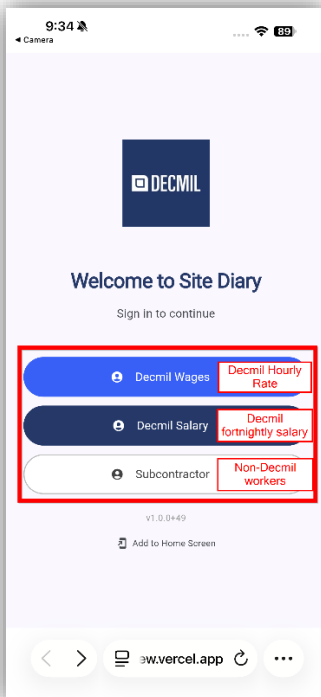 9:34
89
◀ Camera
DECMIL
Welcome to Site Diary
Sign in to continue
Decmil Wages
Decmil Hourly
Rate
Decmil Salary
Decmil
fortnightly salary
Subcontractor
Non-Decmil
workers
v1.0.0+49
Add to Home Screen
ew.vercel.app